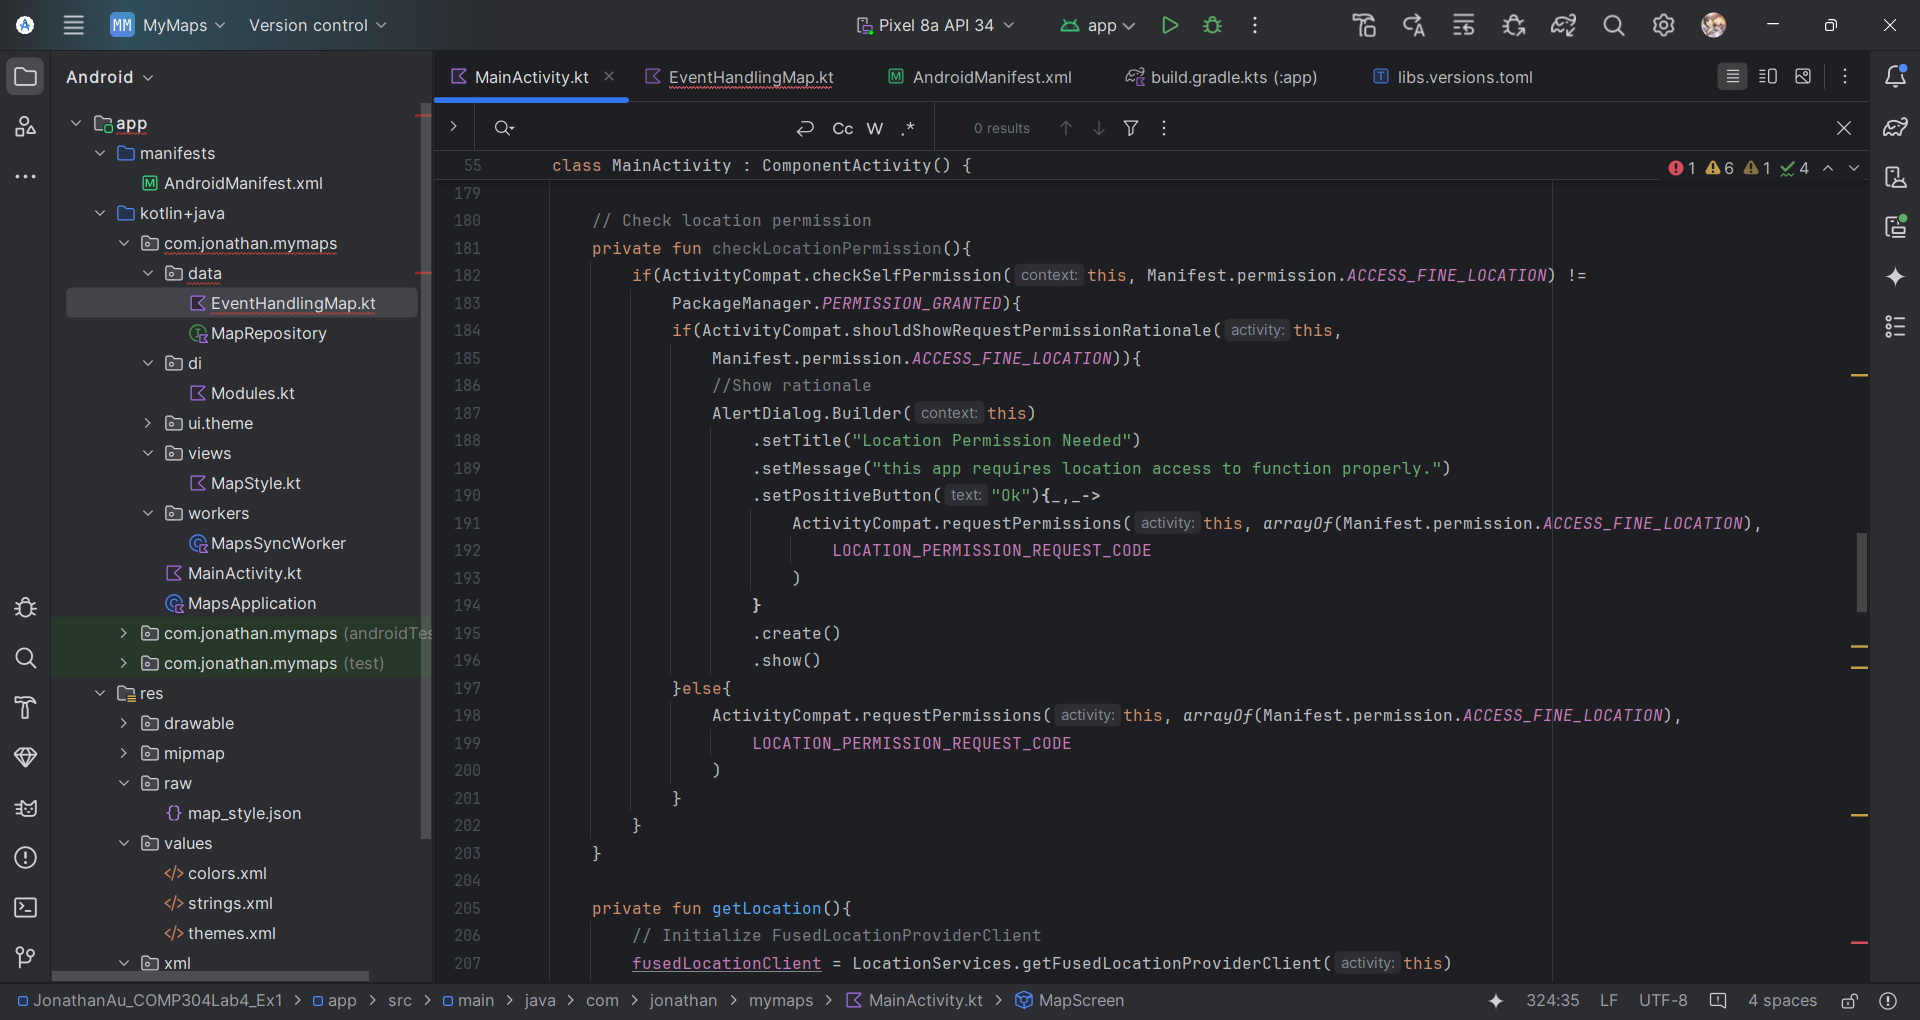 MM MyMaps Version control Pixel 8a API 34 app
Android
MainActivity.kt EventHandlingMap.kt AndroidManifest.xml build.gradle.kts (:app) libs.versions.toml
Cc W .* 0 results
app
manifests
AndroidManifest.xml
kotlin+java
com.jonathan.mymaps
data
EventHandlingMap.kt
MapRepository
di
Modules.kt
ui.theme
views
MapStyle.kt
workers
MapsSyncWorker
MainActivity.kt
MapsApplication
com.jonathan.mymaps (androidTes
com.jonathan.mymaps (test)
res
drawable
mipmap
raw
map_style.json
values
colors.xml
strings.xml
themes.xml
xml
55 class MainActivity : ComponentActivity() {
1 6 1 4
179
180 // Check location permission
181 private fun checkLocationPermission(){
182 if(ActivityCompat.checkSelfPermission( context: this, Manifest.permission.ACCESS_FINE_LOCATION) !=
183 PackageManager.PERMISSION_GRANTED){
184 if(ActivityCompat.shouldShowRequestPermissionRationale( activity: this,
185 Manifest.permission.ACCESS_FINE_LOCATION)){
186 //Show rationale
187 AlertDialog.Builder( context: this)
188 .setTitle("Location Permission Needed")
189 .setMessage("this app requires location access to function properly.")
190 .setPositiveButton( text: "Ok"){_,_->
191 ActivityCompat.requestPermissions( activity: this, arrayOf(Manifest.permission.ACCESS_FINE_LOCATION),
192 LOCATION_PERMISSION_REQUEST_CODE
193 )
194 }
195 .create()
196 .show()
197 }else{
198 ActivityCompat.requestPermissions( activity: this, arrayOf(Manifest.permission.ACCESS_FINE_LOCATION),
199 LOCATION_PERMISSION_REQUEST_CODE
200 )
201 }
202 }
203 }
204
205 private fun getLocation(){
206 // Initialize FusedLocationProviderClient
207 fusedLocationClient = LocationServices.getFusedLocationProviderClient( activity: this)
JonathanAu_COMP304Lab4_Ex1 > app > src > main > java > com > jonathan > mymaps > MainActivity.kt > MapScreen 324:35 LF UTF-8 4 spaces